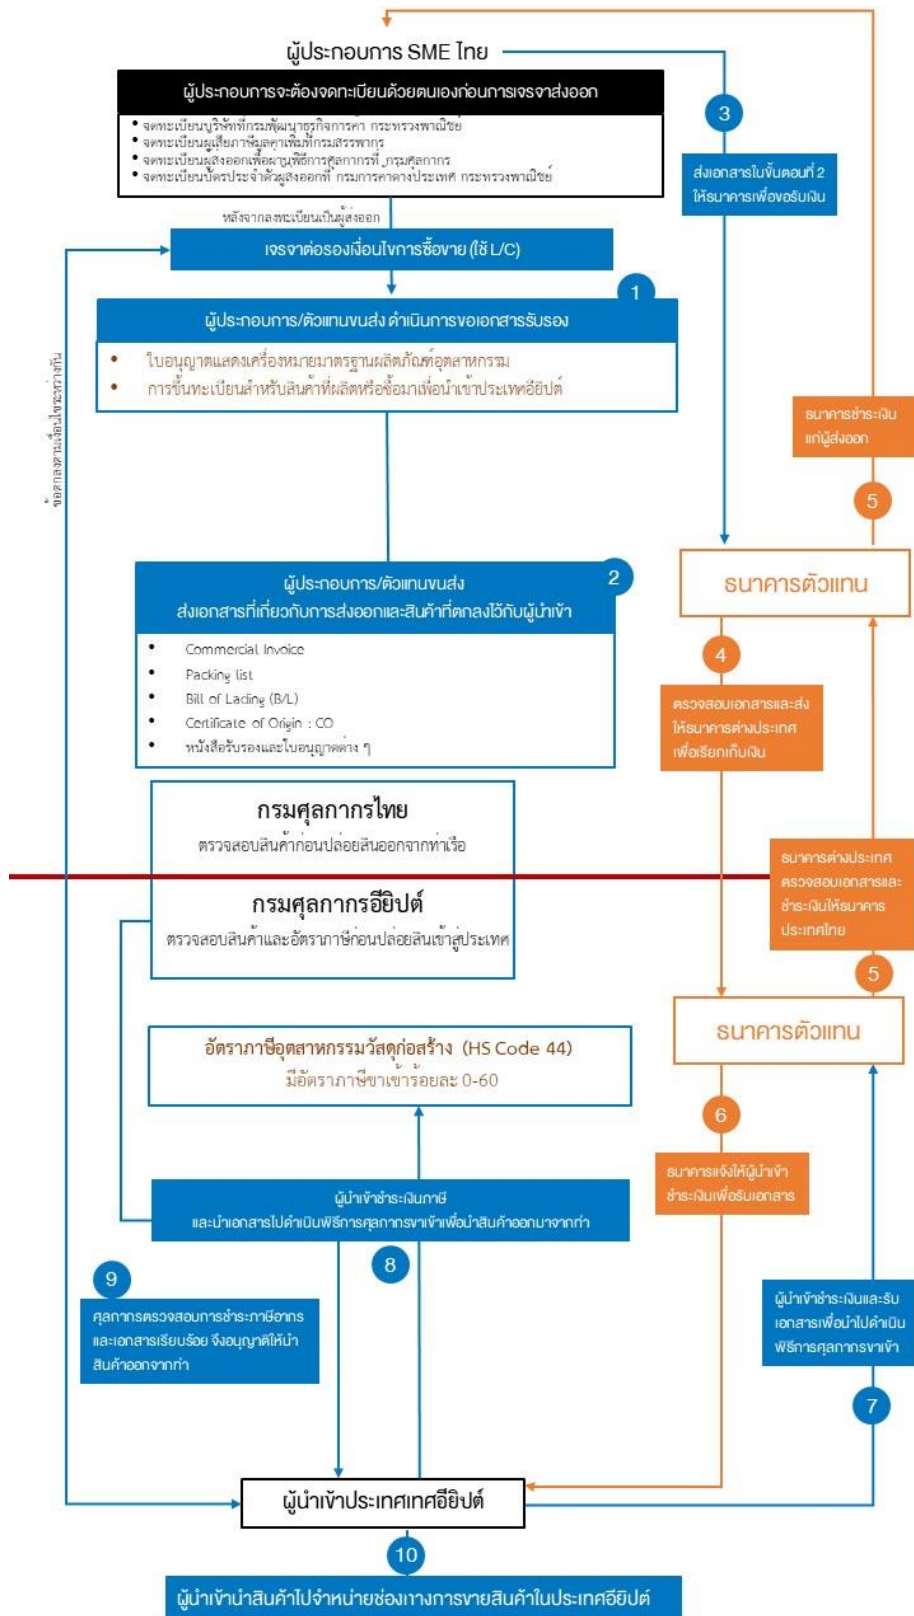 ผู้ประกอบการ SME ไทย
ผู้ประกอบการจะต้องจดทะเบียนด้วยตนเองก่อนการเจรจาส่งออก
• จดทะเบียนบริษัทที่กรมพัฒนาธุรกิจการค้า กระทรวงพาณิชย์
• จดทะเบียนผู้เสียภาษีมูลค่าเพิ่มที่กรมสรรพากร
• จดทะเบียนผู้ส่งออกเพื่อผ่านพิธีการศุลกากรที่ กรมศุลกากร
• จดทะเบียนบัตรประจำตัวผู้ส่งออกที่ กรมการค้าต่างประเทศ กระทรวงพาณิชย์
3
ส่งเอกสารในขั้นตอนที่ 2
ให้ธนาคารเพื่อขอรับเงิน
หลังจากลงทะเบียนเป็นผู้ส่งออก
เจรจาต่อรองเงื่อนไขการซื้อขาย (ใช้ L/C)
1
ผู้ประกอบการ/ตัวแทนขนส่ง ดำเนินการขอเอกสารรับรอง
• ใบอนุญาตแสดงเครื่องหมายมาตรฐานผลิตภัณฑ์อุตสาหกรรม
• การขึ้นทะเบียนสำหรับสินค้าที่ผลิตหรือซื้อมาเพื่อนำเข้าประเทศอียิปต์
ข้อตกลงตามเงื่อนไขระหว่างกัน
ธนาคารชำระเงิน
แก่ผู้ส่งออก
5
ธนาคารตัวแทน
2
ผู้ประกอบการ/ตัวแทนขนส่ง
ส่งเอกสารที่เกี่ยวกับการส่งออกและสินค้าที่ตกลงไว้กับผู้นำเข้า
• Commercial Invoice
• Packing list
• Bill of Lading (B/L)
• Certificate of Origin : CO
• หนังสือรับรองและใบอนุญาตต่าง ๆ
4
ตรวจสอบเอกสารและส่ง
ให้ธนาคารต่างประเทศ
เพื่อเรียกเก็บเงิน
กรมศุลกากรไทย
ตรวจสอบสินค้าก่อนปล่อยสินออกจากท่าเรือ
กรมศุลกากรอียิปต์
ตรวจสอบสินค้าและอัตราภาษีก่อนปล่อยสินเข้าสู่ประเทศ
ธนาคารต่างประเทศ
ตรวจสอบเอกสารและ
ชำระเงินให้ธนาคาร
ประเทศไทย
5
ธนาคารตัวแทน
อัตราภาษีอุตสาหกรรมวัสดุก่อสร้าง (HS Code 44)
มีอัตราภาษีขาเข้าร้อยละ 0-60
6
ธนาคารแจ้งให้ผู้นำเข้า
ชำระเงินเพื่อรับเอกสาร
ผู้นำเข้าชำระเงินภาษี
และนำเอกสารไปดำเนินพิธีการศุลกากรขาเข้าเพื่อนำสินค้าออกมาจากท่า
8
9
ศุลกากรตรวจสอบการชำระภาษีอากร
และเอกสารเรียบร้อย จึงอนุญาติให้นำ
สินค้าออกจากท่า
ผู้นำเข้าชำระเงินและรับ
เอกสารเพื่อนำไปดำเนิน
พิธีการศุลกากรขาเข้า
7
ผู้นำเข้าประเทศเทศอียิปต์
10
ผู้นำเข้านำสินค้าไปจำหน่ายช่องทางการขายสินค้าในประเทศอียิปต์